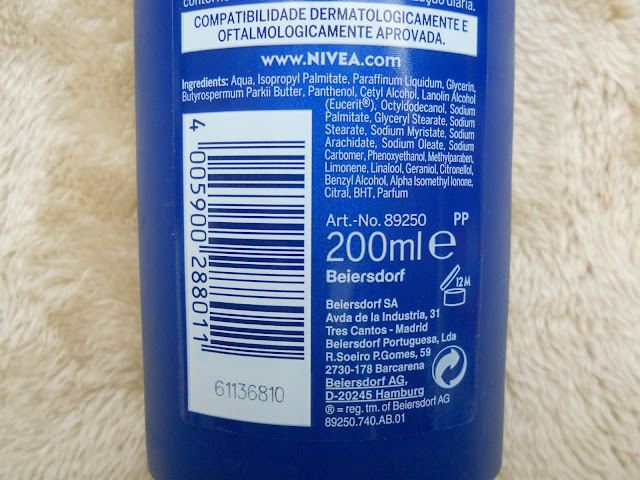 ção diária.
COMPATIBILIDADE DERMATOLOGICAMENTE E
OFTALMOLOGICAMENTE APROVADA.
www.NIVEA.com
Ingredients: Aqua, Isopropyl Palmitate, Paraffinum Liquidum, Glycerin,
Butyrospermum Parkii Butter, Panthenol, Cetyl Alcohol, Lanolin Alcohol
(Eucerit®), Octyldodecanol, Sodium
Palmitate, Glyceryl Stearate, Sodium
Stearate, Sodium Myristate, Sodium
Arachidate, Sodium Oleate, Sodium
Carbomer, Phenoxyethanol, Methylparaben,
Limonene, Linalool, Geraniol, Citronellol,
Benzyl Alcohol, Alpha Isomethyl Ionone,
Citral, BHT, Parfum
4 005900 288011
61136810
Art.-No. 89250 PP
200ml e
Beiersdorf
12M
Beiersdorf SA
Avda de la Industria, 31
Tres Cantos - Madrid
Beiersdorf Portuguesa, Lda
R.Soeiro P.Gomes, 59
2730-178 Barcarena
Beiersdorf AG,
D-20245 Hamburg
® = reg. tm. of Beiersdorf AG
89250.740.AB.01